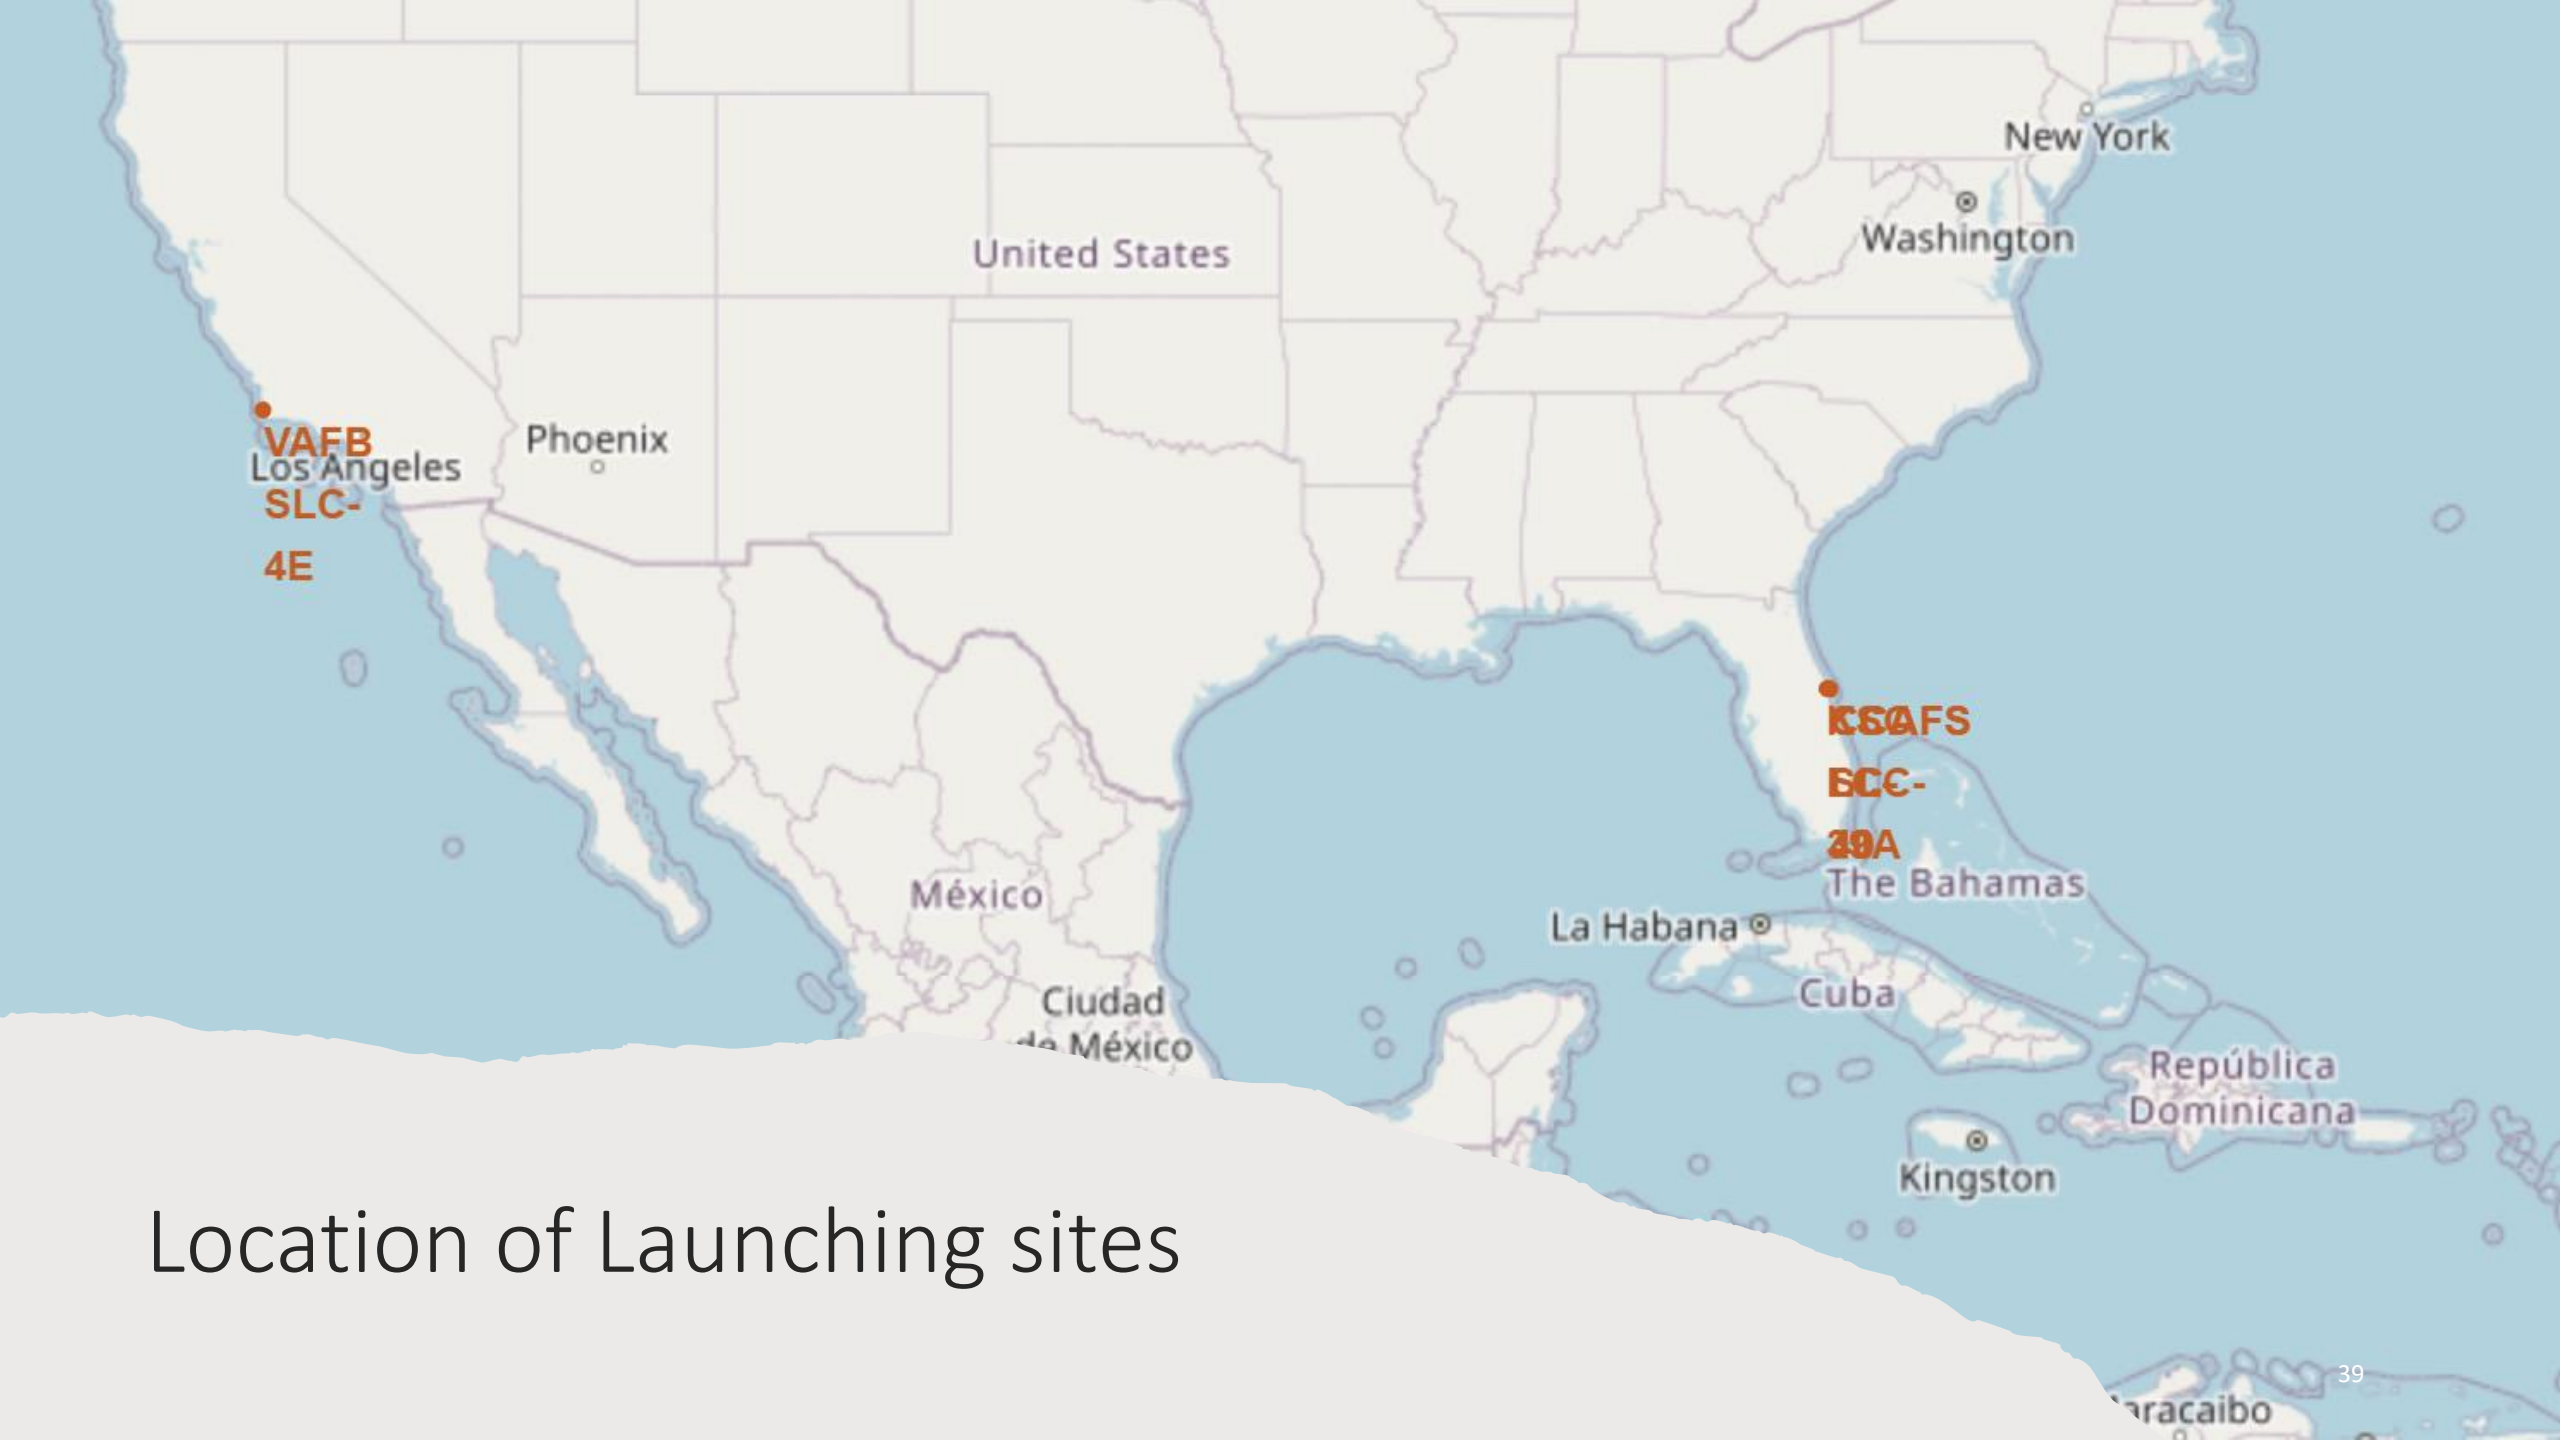 New York
Washington
United States
VAFB
Los Angeles
SLC-
4E
Phoenix
México
The Bahamas
La Habana
Cuba
Ciudad
de México
República
Dominicana
Kingston
Location of Launching sites
39
aracaibo